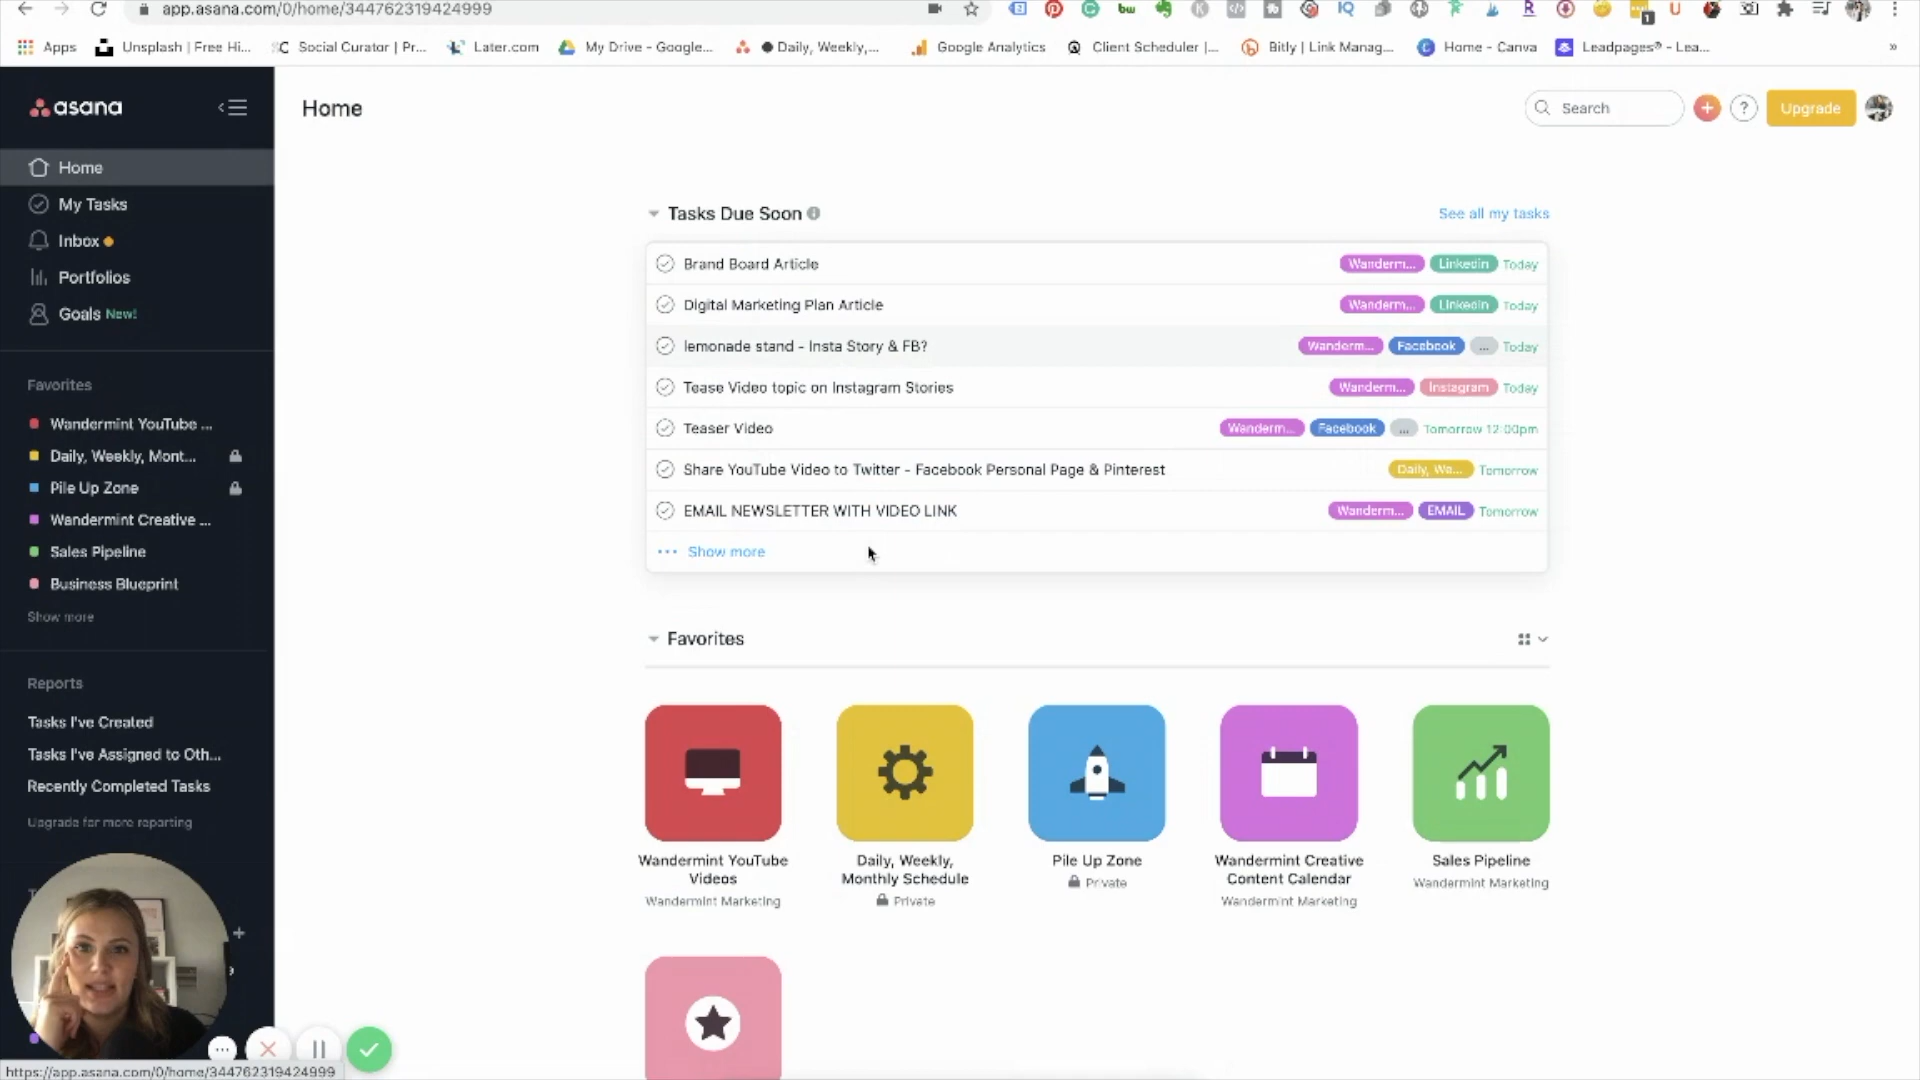 app.asana.com/0/home/344762319424999
1
Apps
Unsplash | Free Hi...
Social Curator | Pr...
Later.com
My Drive - Google...
Daily, Weekly,...
Google Analytics
Client Scheduler |...
Bitly | Link Manag...
Home - Canva
Leadpages® - Lea...
»
asana
Home
Search
?
Upgrade
Home
My Tasks
Inbox
Portfolios
Goals New!
Favorites
Wandermint YouTube ...
Daily, Weekly, Mont...
Pile Up Zone
Wandermint Creative ...
Sales Pipeline
Business Blueprint
Show more
Reports
Tasks I've Created
Tasks I've Assigned to Oth...
Recently Completed Tasks
Upgrade for more reporting
Tasks Due Soon
See all my tasks
Brand Board Article Wanderm... LinkedIn Today
Digital Marketing Plan Article Wanderm... LinkedIn Today
lemonade stand - Insta Story & FB? Wanderm... Facebook ... Today
Tease Video topic on Instagram Stories Wanderm... Instagram Today
Teaser Video Wanderm... Facebook ... Tomorrow 12:00pm
Share YouTube Video to Twitter - Facebook Personal Page & Pinterest Daily, We... Tomorrow
EMAIL NEWSLETTER WITH VIDEO LINK Wanderm... EMAIL Tomorrow
... Show more
Favorites
Wandermint YouTube
Videos
Wandermint Marketing
Daily, Weekly,
Monthly Schedule
Private
Pile Up Zone
Private
Wandermint Creative
Content Calendar
Wandermint Marketing
Sales Pipeline
Wandermint Marketing
https://app.asana.com/0/home/344762319424999